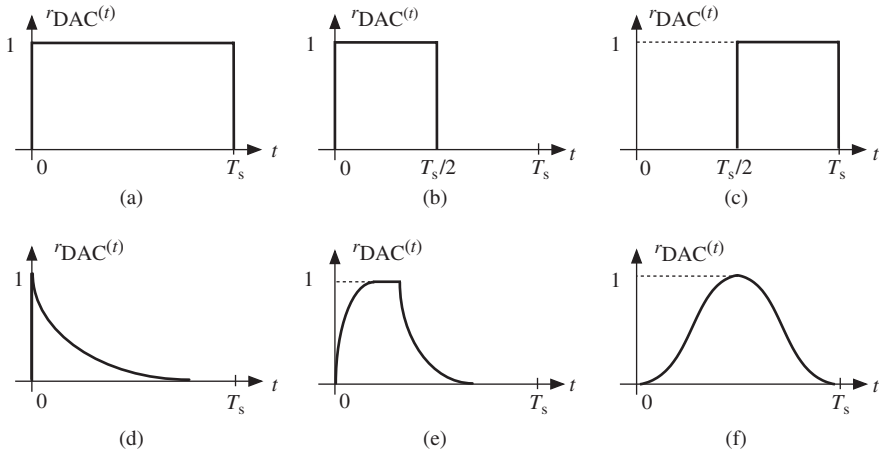 rDAC(t) rDAC(t) rDAC(t)
1 1 1
0 Ts t 0 Ts/2 Ts t 0 Ts/2 Ts t
(a) (b) (c)
rDAC(t) rDAC(t) rDAC(t)
1 1 1
0 Ts t 0 Ts t 0 Ts t
(d) (e) (f)